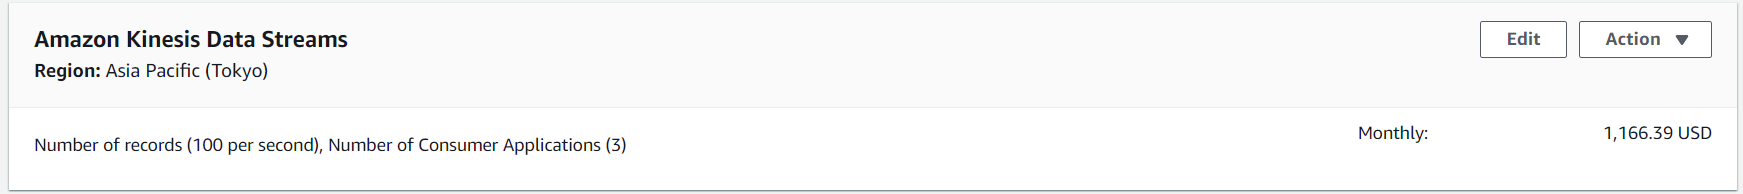 Amazon Kinesis Data Streams
Edit
Action
Region: Asia Pacific (Tokyo)
Number of records (100 per second), Number of Consumer Applications (3)
Monthly:
1,166.39 USD